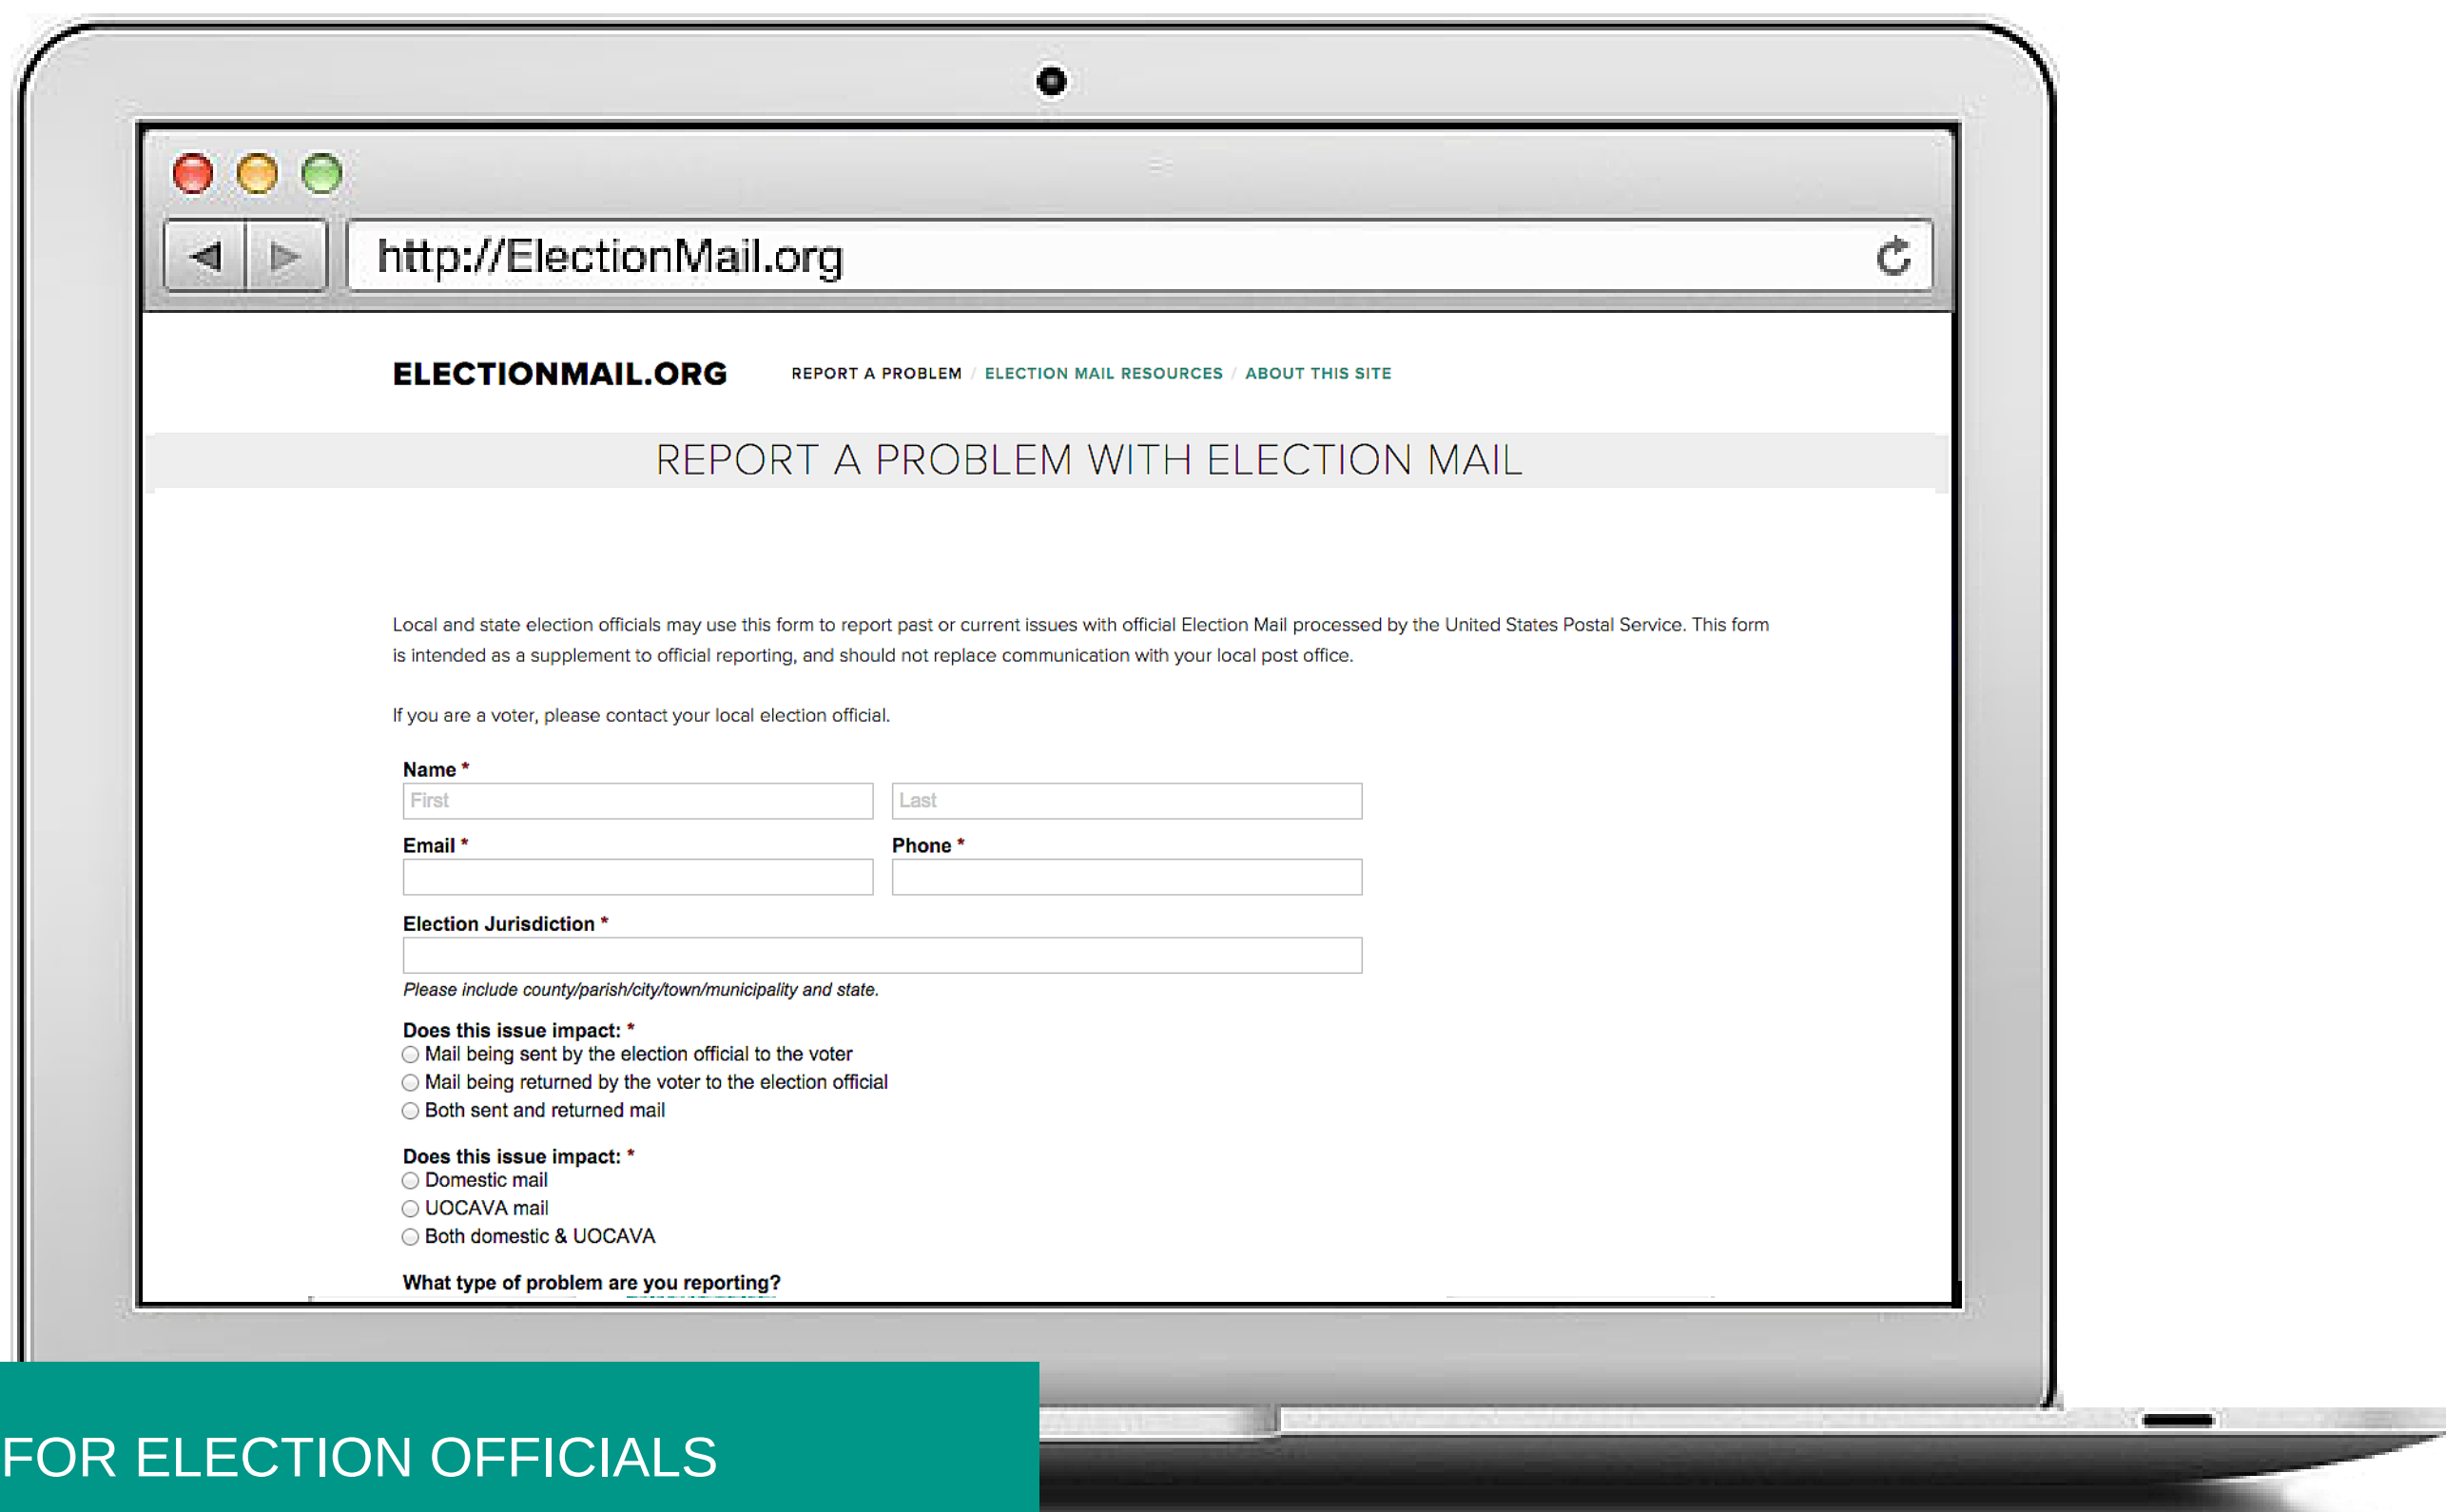 http://ElectionMail.org
ELECTIONMAIL.ORG REPORT A PROBLEM / ELECTION MAIL RESOURCES / ABOUT THIS SITE
REPORT A PROBLEM WITH ELECTION MAIL
Local and state election officials may use this form to report past or current issues with official Election Mail processed by the United States Postal Service. This form
is intended as a supplement to official reporting, and should not replace communication with your local post office.
If you are a voter, please contact your local election official.
Name *
First Last
Email * Phone *
Election Jurisdiction *
Please include county/parish/city/town/municipality and state.
Does this issue impact: *
Mail being sent by the election official to the voter
Mail being returned by the voter to the election official
Both sent and returned mail
Does this issue impact: *
Domestic mail
UOCAVA mail
Both domestic & UOCAVA
What type of problem are you reporting?
FOR ELECTION OFFICIALS